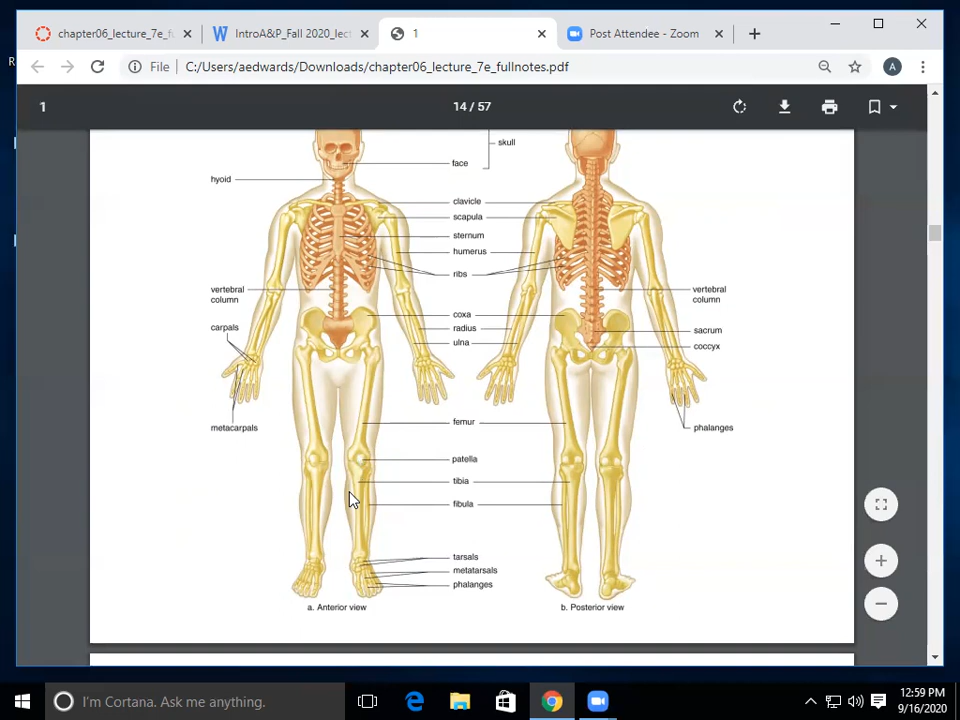 chapter06_lecture_7e_fu
IntroA&P_Fall 2020_lect
1
Post Attendee - Zoom
File
C:/Users/aedwards/Downloads/chapter06_lecture_7e_fullnotes.pdf
A
1
14 / 57
skull
face
hyoid
clavicle
scapula
sternum
humerus
ribs
vertebral
column
vertebral
column
coxa
radius
ulna
carpals
sacrum
coccyx
metacarpals
femur
phalanges
patella
tibia
fibula
tarsals
metatarsals
phalanges
a. Anterior view
b. Posterior view
I'm Cortana. Ask me anything.
12:59 PM
9/16/2020